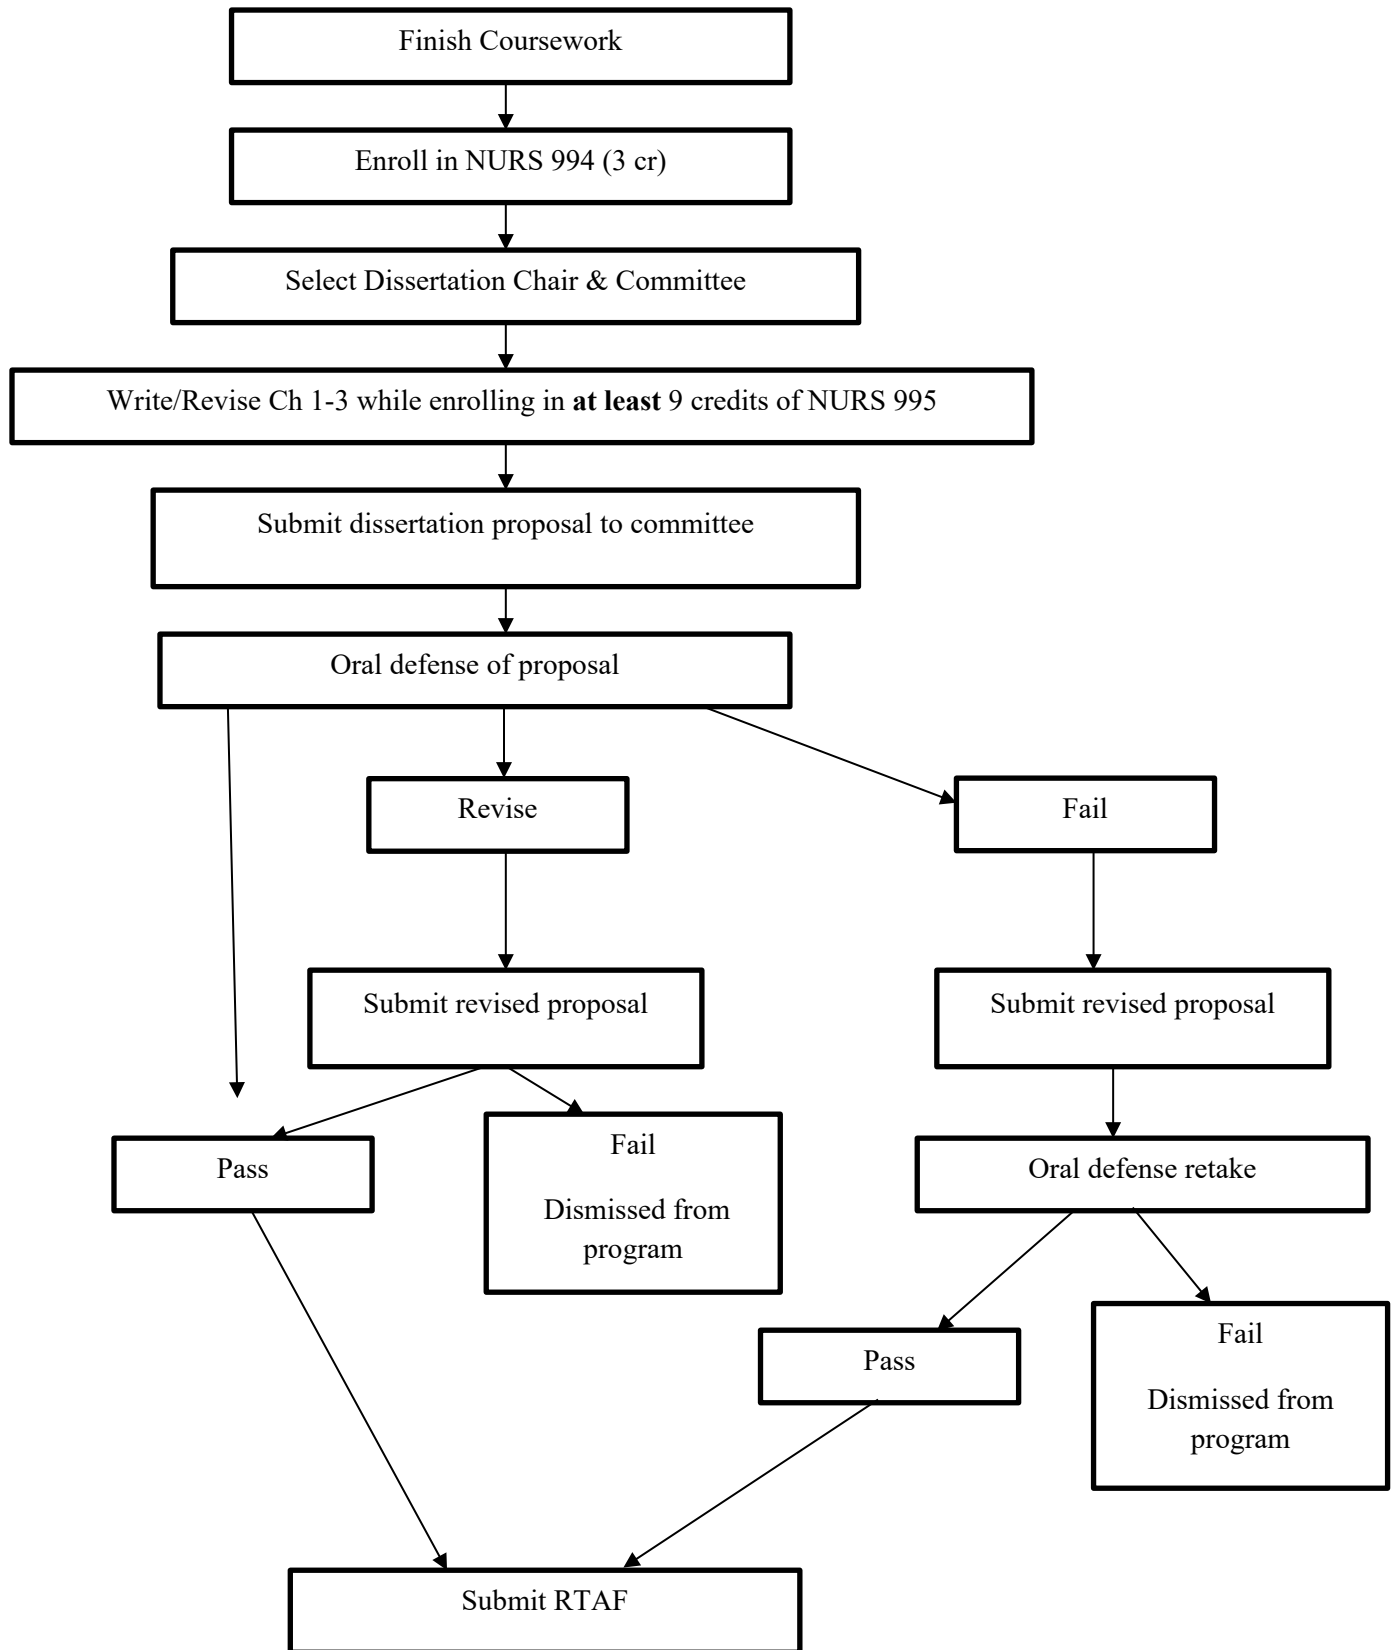 Finish Coursework
Enroll in NURS 994 (3 cr)
Select Dissertation Chair & Committee
Write/Revise Ch 1-3 while enrolling in at least 9 credits of NURS 995
Submit dissertation proposal to committee
Oral defense of proposal
Revise
Fail
Submit revised proposal
Submit revised proposal
Pass
Fail
Dismissed from
program
Oral defense retake
Pass
Fail
Dismissed from
program
Submit RTAF